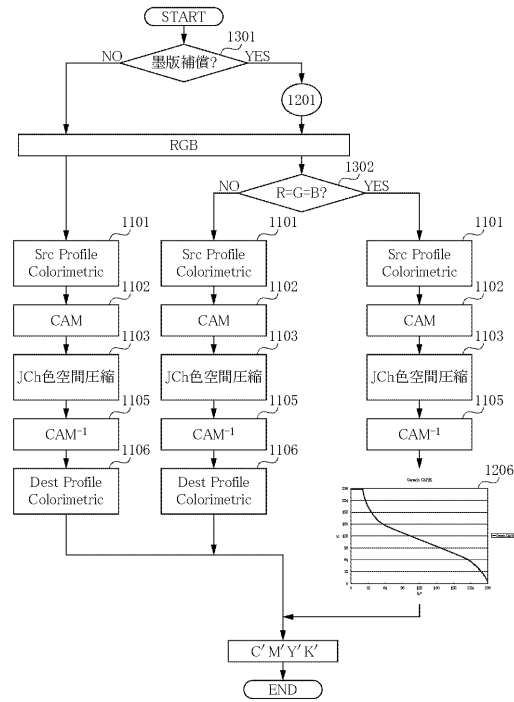 START
1301
墨版補償?
NO
YES
1201
RGB
1302
R=G=B?
NO
YES
1101
1101
1101
Src Profile
Colorimetric
Src Profile
Colorimetric
Src Profile
Colorimetric
1102
1102
1102
CAM
CAM
CAM
1103
1103
1103
JCh色空間圧縮
JCh色空間圧縮
JCh色空間圧縮
1105
1105
1105
CAM⁻¹
CAM⁻¹
CAM⁻¹
1106
1106
1206
Dest Profile
Colorimetric
Dest Profile
Colorimetric
C′M′Y′K′
END